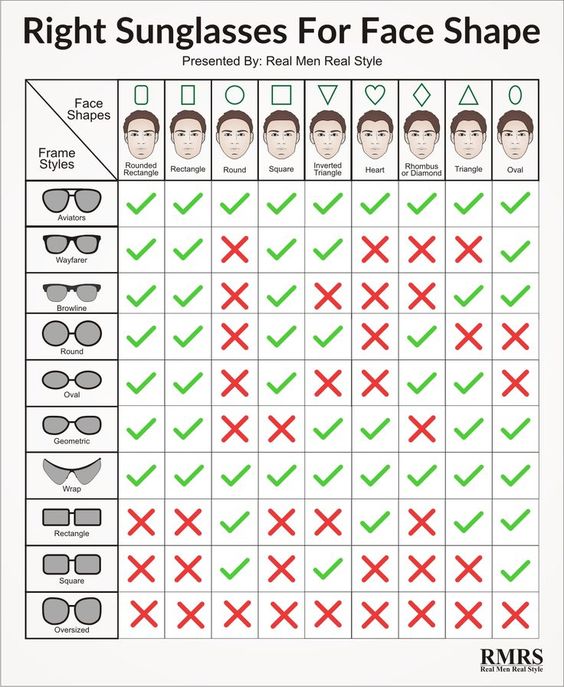 Right Sunglasses For Face Shape
Presented By: Real Men Real Style
Face
Shapes
Frame
Styles
Rounded
Rectangle
Rectangle
Round
Square
Inverted
Triangle
Heart
Rhombus
or Diamond
Triangle
Oval
Aviators
Wayfarer
Browline
Round
Oval
Geometric
Wrap
Rectangle
Square
Oversized
RMRS
Real Men Real Style